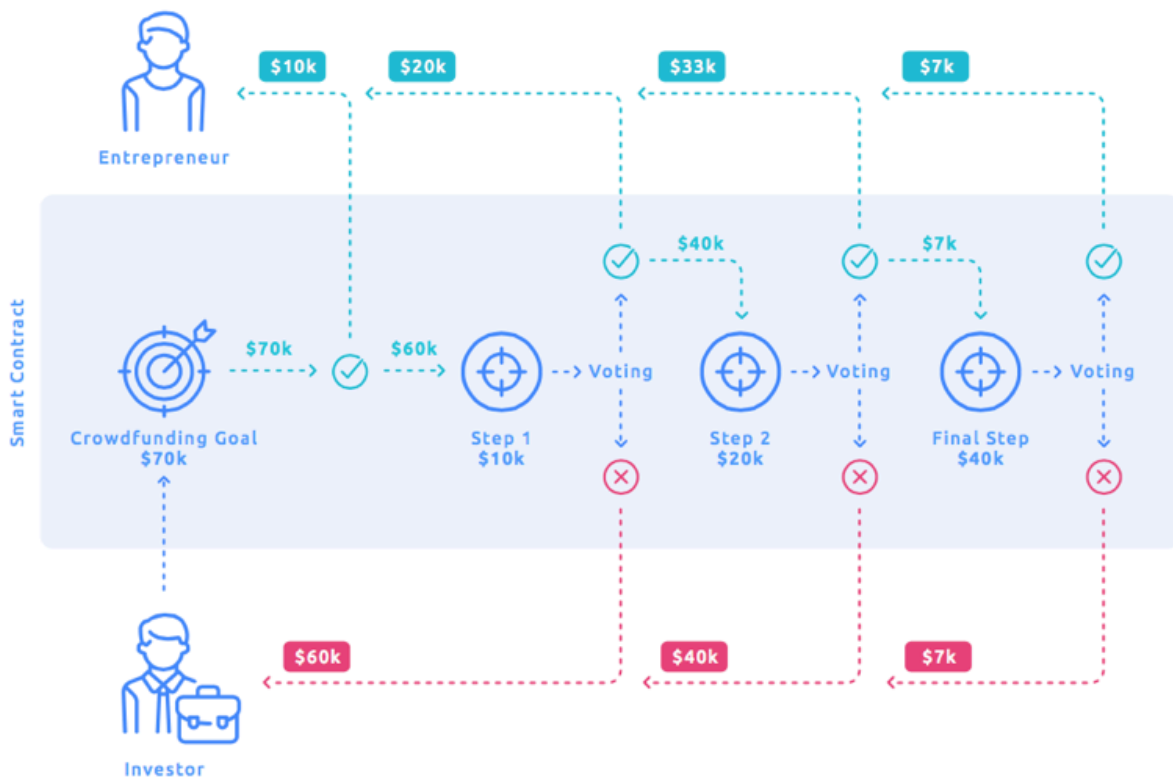 $10k
$20k
$33k
$7k
Entrepreneur
Smart Contract
$40k
$7k
$70k
$60k
Voting
Voting
Voting
Crowdfunding Goal
$70k
Step 1
$10k
Step 2
$20k
Final Step
$40k
$60k
$40k
$7k
Investor